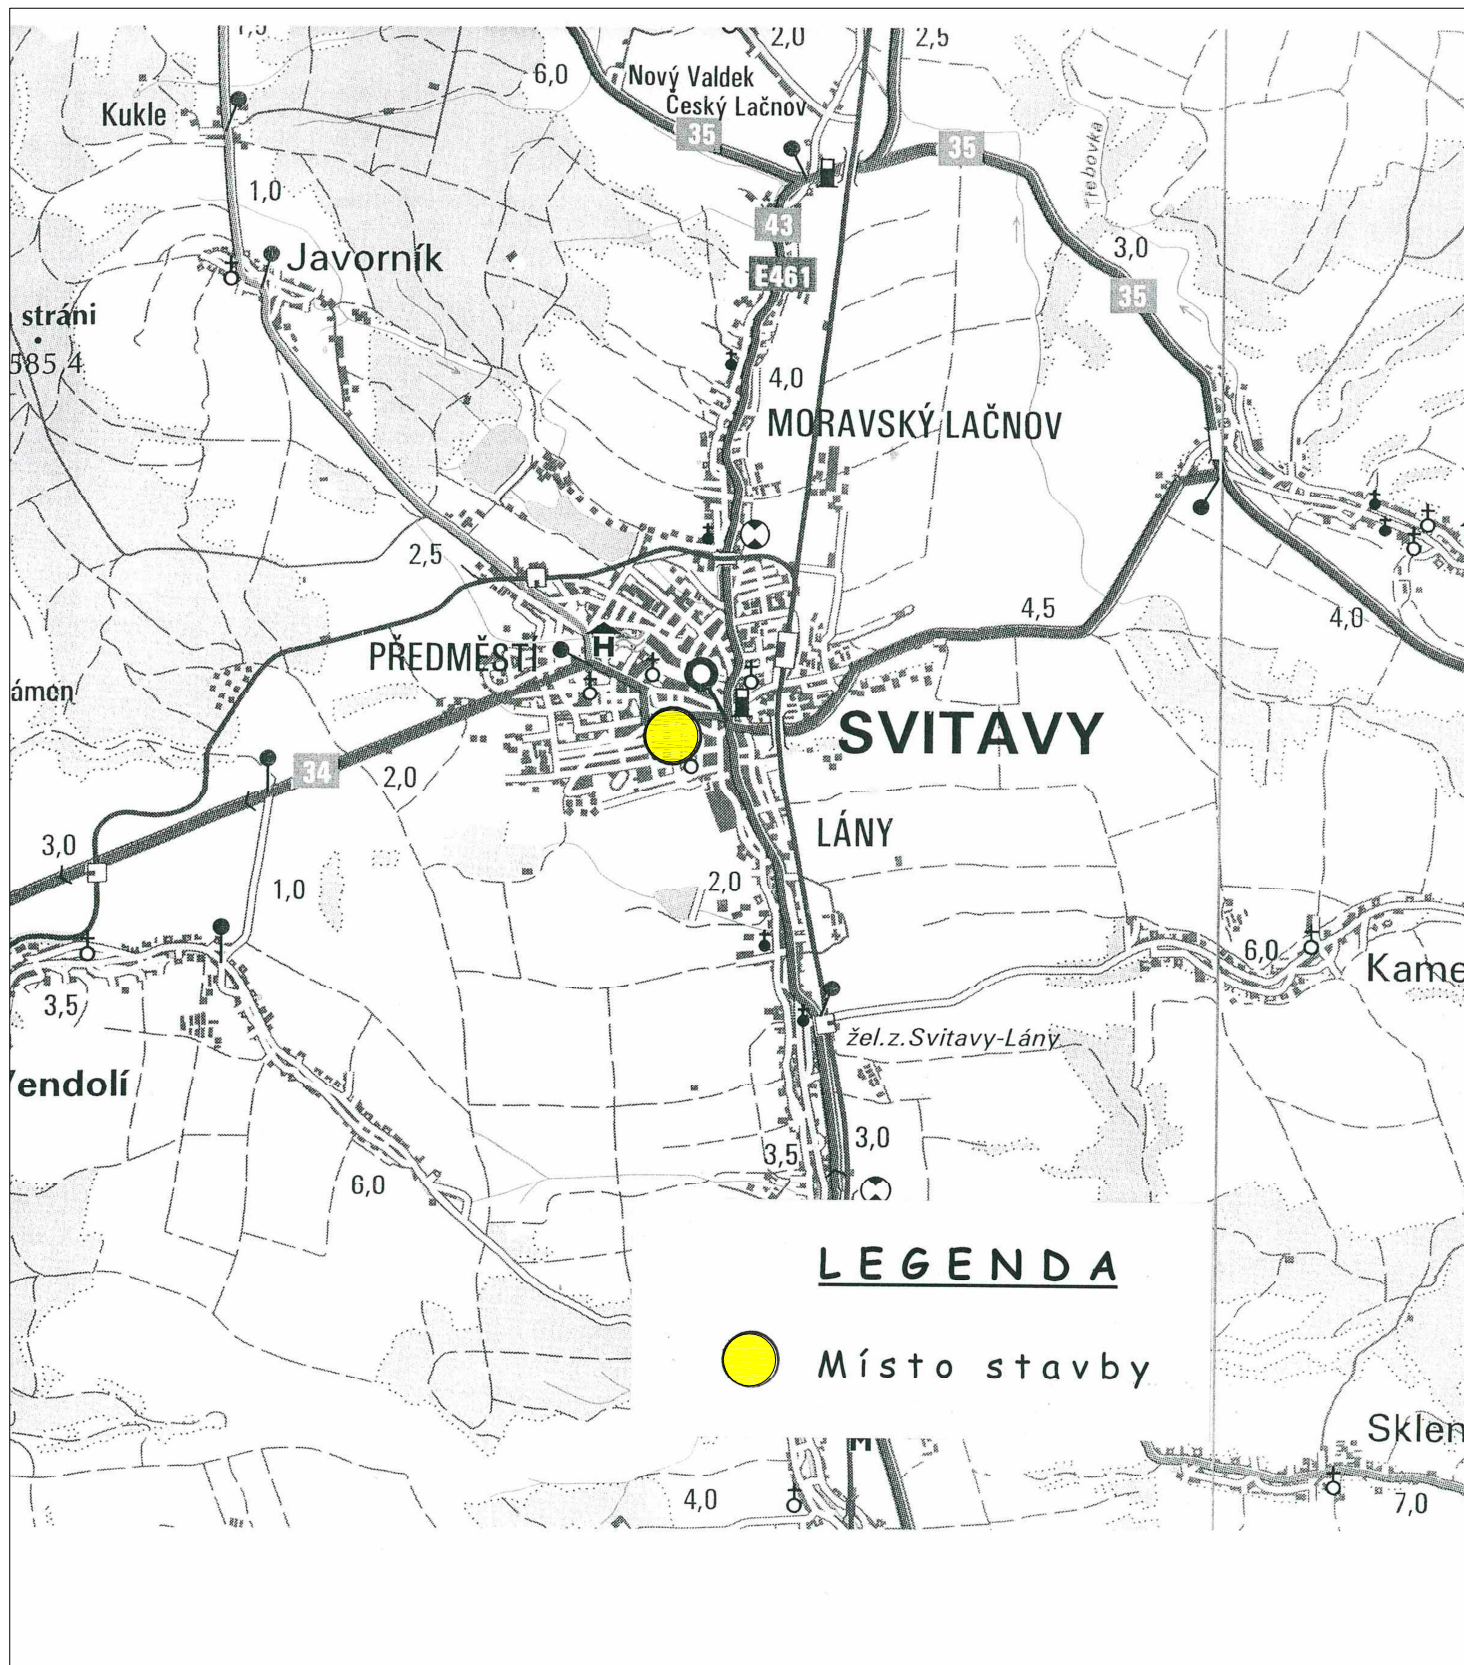 1,5
2,0
2,5
6,0
Nový Valdek
Český Lačnov
Kukle
35
35
Třebovka
1,0
43
3,0
Javorník
E461
35
stráni
585,4
4,0
MORAVSKÝ LAČNOV
2,5
4,5
4,0
H
PŘEDMĚSTÍ
SVITAVY
34
2,0
LÁNY
3,0
1,0
2,0
6,0
Kame
3,5
žel.z.Svitavy-Lány
endolí
3,0
3,5
6,0
LEGENDA
Místo stavby
Sklen
M
4,0
7,0